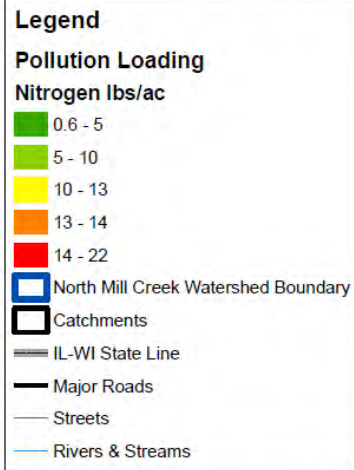 Legend
Pollution Loading
Nitrogen lbs/ac
0.6 - 5
5 - 10
10 - 13
13 - 14
14 - 22
North Mill Creek Watershed Boundary
Catchments
IL-WI State Line
Major Roads
Streets
Rivers & Streams